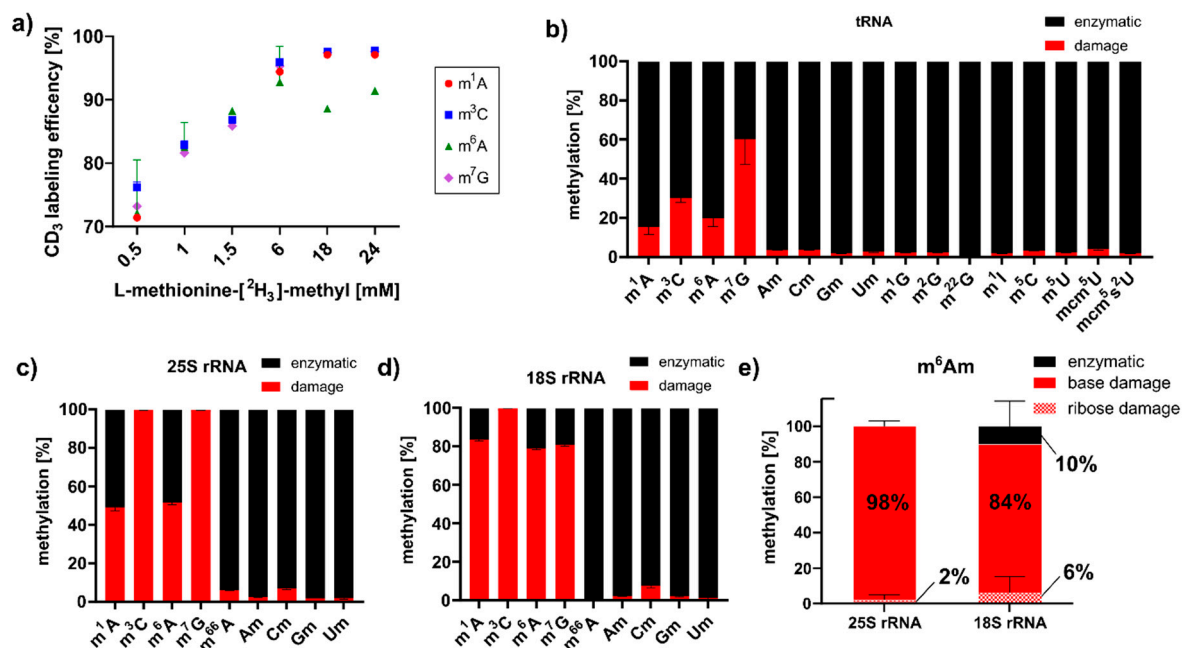 a)
CD3 labeling efficency [%]
100
90
80
70
0.5
1
1.5
6
18
24
L-methionine-[²H3]-methyl [mM]
m¹A
m³C
m⁶A
m⁷G
b)
tRNA
enzymatic
damage
methylation [%]
100
80
60
40
20
0
m¹A
m³C
m⁶A
m⁷G
Am
Cm
Gm
Um
m¹G
m²G
m²²G
m¹I
m⁵C
m⁵U
mcm⁵U
mcm⁵s²U
c)
25S rRNA
enzymatic
damage
methylation [%]
100
80
60
40
20
0
m¹A
m³C
m⁶A
m⁷G
m⁶⁶A
Am
Cm
Gm
Um
d)
18S rRNA
enzymatic
damage
methylation [%]
100
80
60
40
20
0
m¹A
m³C
m⁶A
m⁷G
m⁶⁶A
Am
Cm
Gm
Um
e)
m⁶Am
enzymatic
base damage
ribose damage
methylation [%]
100
80
60
40
20
0
98%
2%
84%
10%
6%
25S rRNA
18S rRNA